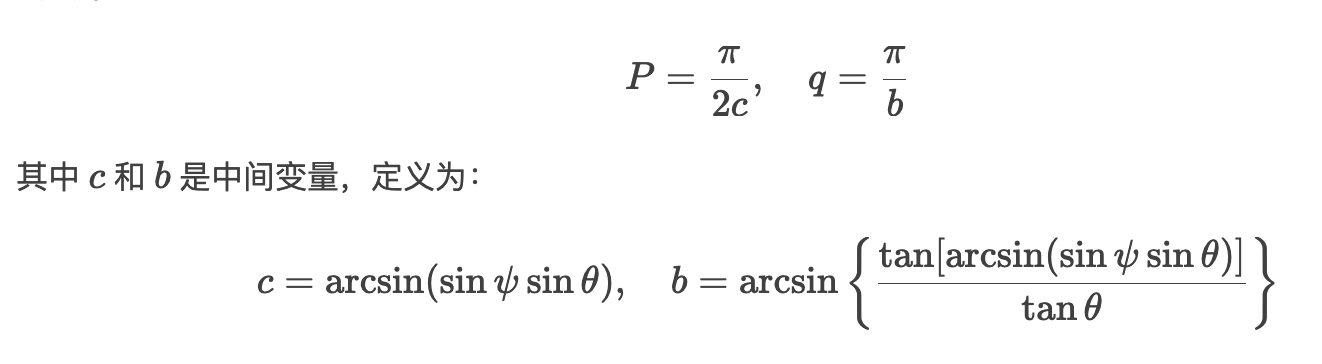 P = π/2c, q = π/b
其中 c 和 b 是中间变量，定义为：
c = arcsin(sin ψ sin θ), b = arcsin { tan[arcsin(sin ψ sin θ)] / tan θ }